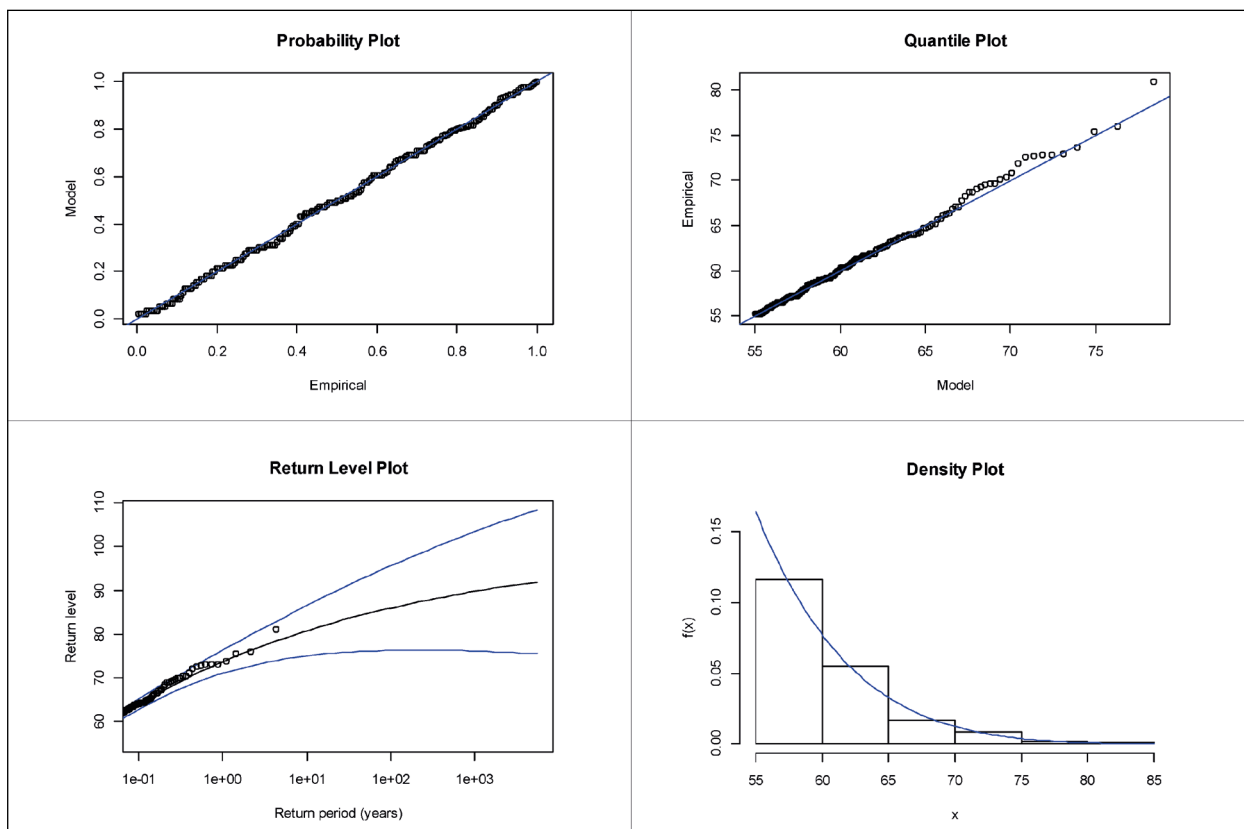 Probability Plot
Model
0.0 0.2 0.4 0.6 0.8 1.0
0.0 0.2 0.4 0.6 0.8 1.0
Empirical
Quantile Plot
Empirical
55 60 65 70 75 80
55 60 65 70 75
Model
Return Level Plot
Return level
60 70 80 90 100 110
1e-01 1e+00 1e+01 1e+02 1e+03
Return period (years)
Density Plot
f(x)
0.00 0.05 0.10 0.15
55 60 65 70 75 80 85
x